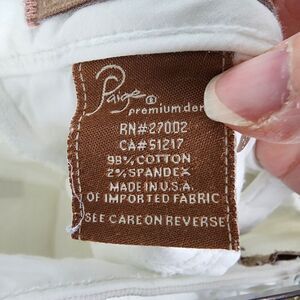 Paige®
premium den
RN#27002
CA#51217
98% COTTON
2% SPANDEX
MADE IN U.S.A.
OF IMPORTED FABRIC
SEE CARE ON REVERSE